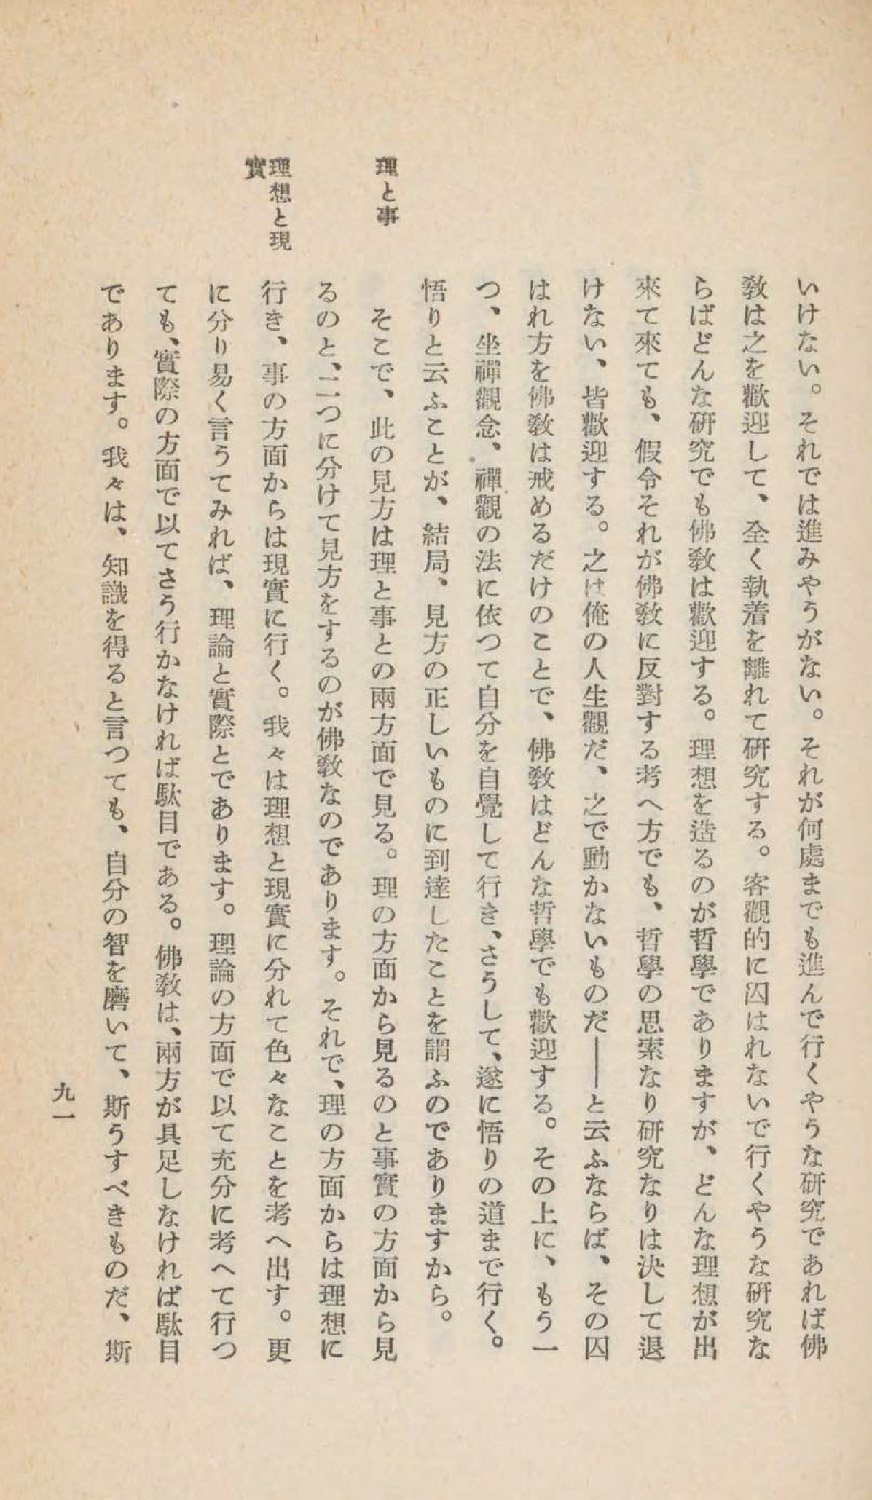 いけない。それでは進みやうがない。それが何處までも進んで行くやうな研究であれば佛
敎は之を歡迎して、全く執着を離れて研究する。客觀的に囚はれないで行くやうな研究な
らばどんな研究でも佛敎は歡迎する。理想を造るのが哲學でありますが、どんな理想が出
來て來ても、假令それが佛敎に反對する考へ方でも、哲學の思索なり研究なりは決して退
けない、皆歡迎する。之は俺の人生觀だ、之で動かないものだ――と云ふならば、その囚
はれ方を佛敎は戒めるだけのことで、佛敎はどんな哲學でも歡迎する。その上に、もう一
つ、坐禪觀念、禪觀の法に依つて自分を自覺して行き、さうして、遂に悟りの道まで行く。
悟りと云ふことが、結局、見方の正しいものに到達したことを謂ふのでありますから。
理と事
そこで、此の見方は理と事との兩方面で見る。理の方面から見るのと事實の方面から見
るのと、二つに分けて見方をするのが佛敎なのであります。それで、理の方面からは理想に
理想と現
實
行き、事の方面からは現實に行く。我々は理想と現實に分れて色々なことを考へ出す。更
に分り易く言うてみれば、理論と實際とであります。理論の方面で以て充分に考へて行つ
ても、實際の方面で以てさう行かなければ駄目である。佛敎は、兩方が具足しなければ駄目
であります。我々は、知識を得ると言つても、自分の智を磨いて、斯うすべきものだ、斯
九一